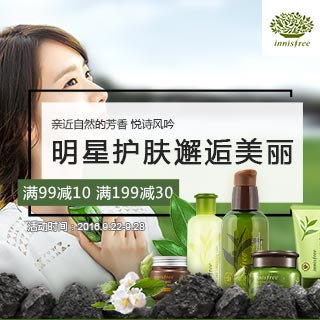 innisfree
亲近自然的芳香 悦诗风吟
明星护肤邂逅美丽
满99减10 满199减30
活动时间：2016.9.22-9.28
innisfree